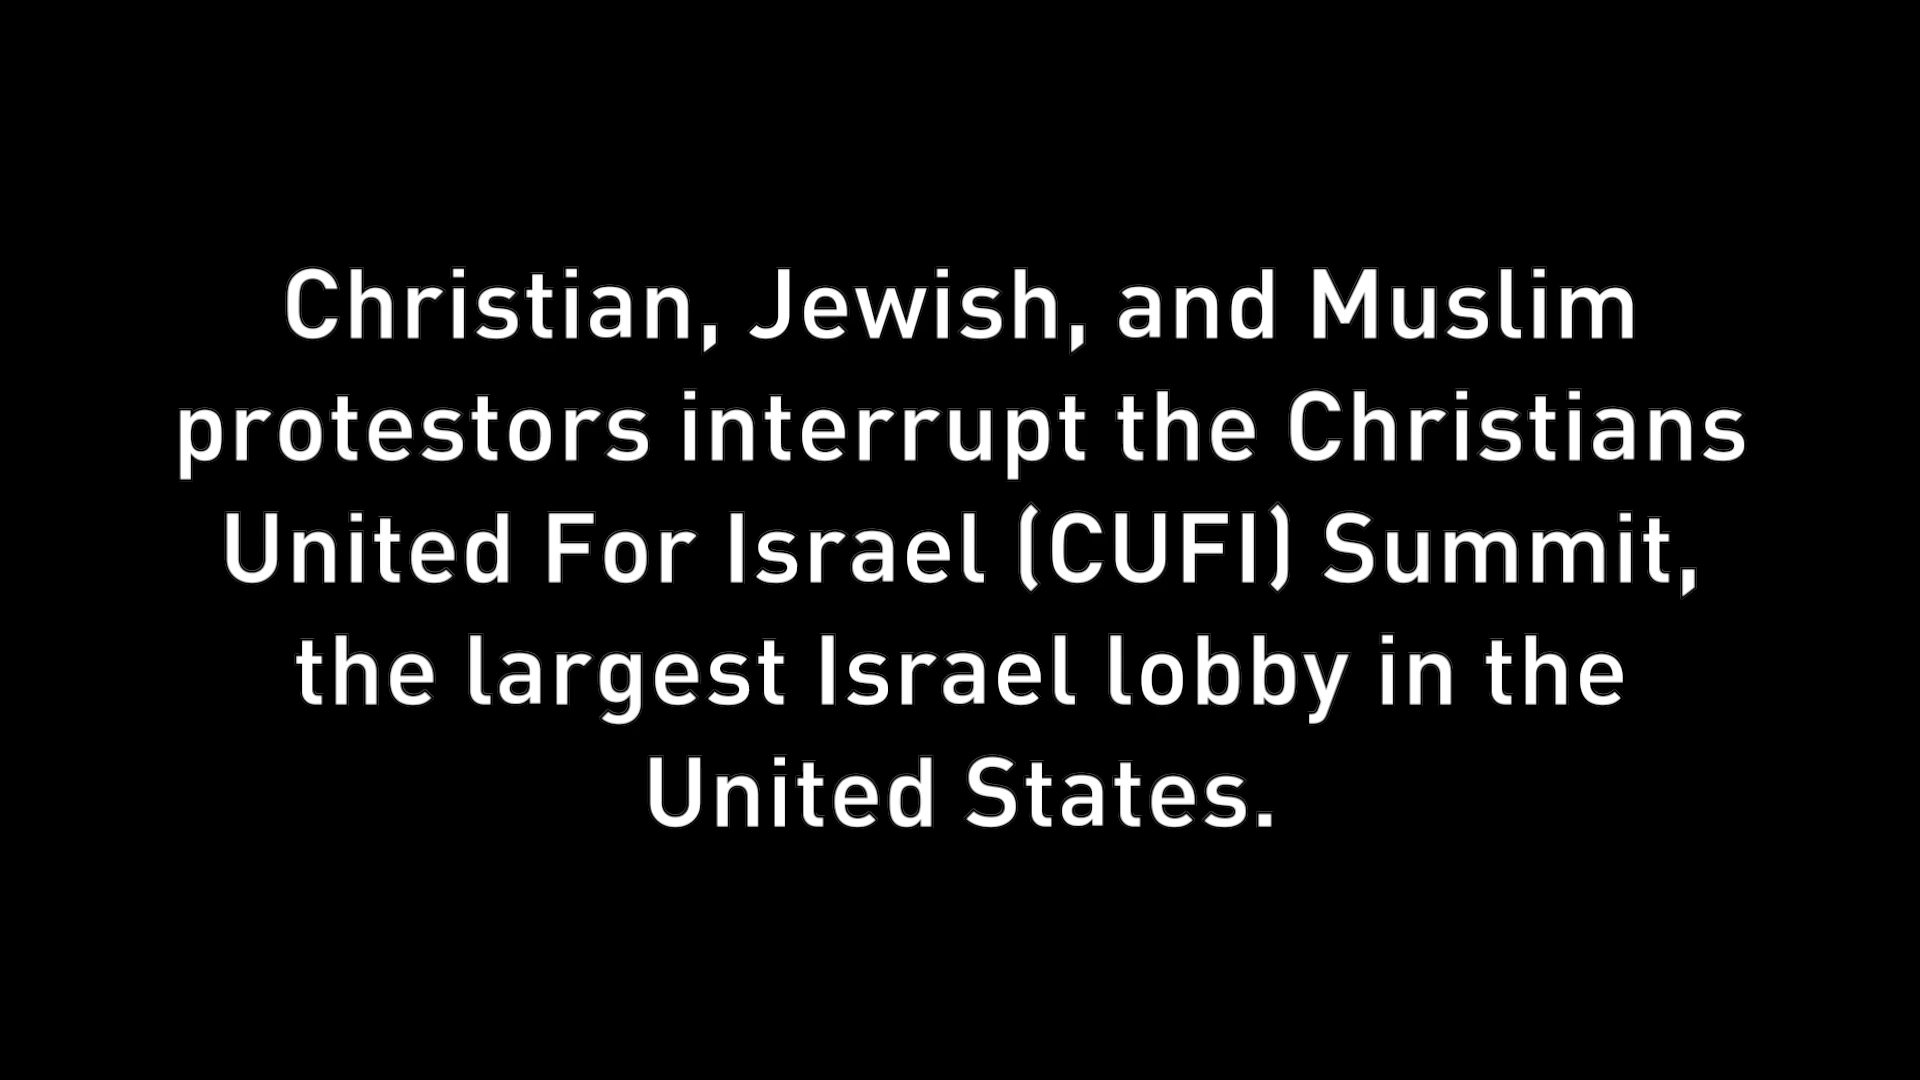 Christian, Jewish, and Muslim
protestors interrupt the Christians
United For Israel (CUFI) Summit,
the largest Israel lobby in the
United States.